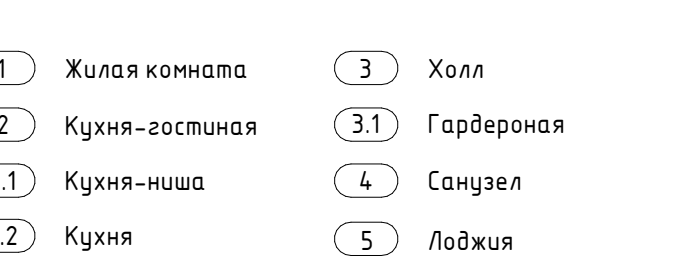 1 Жилая комната
2 Кухня-гостиная
.1 Кухня-ниша
.2 Кухня
3 Холл
3.1 Гардероная
4 Санузел
5 Лоджия